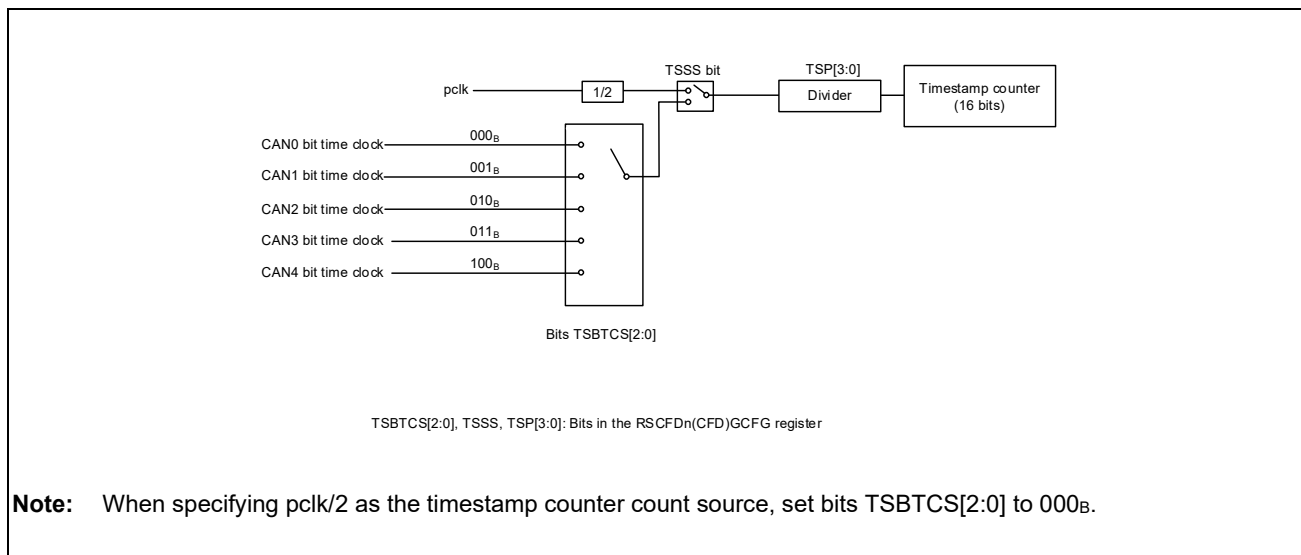 TSSS bit
TSP[3:0]
pclk
1/2
Divider
Timestamp counter
(16 bits)
CAN0 bit time clock
000B
CAN1 bit time clock
001B
CAN2 bit time clock
010B
CAN3 bit time clock
011B
CAN4 bit time clock
100B
Bits TSBTCS[2:0]
TSBTCS[2:0], TSSS, TSP[3:0]: Bits in the RSCFDn(CFD)GCFG register
Note: When specifying pclk/2 as the timestamp counter count source, set bits TSBTCS[2:0] to 000B.